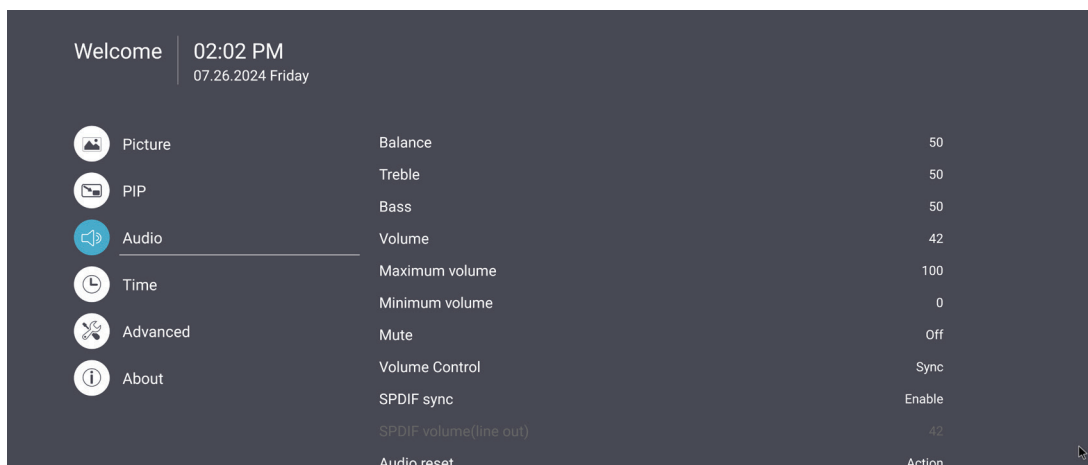 Welcome
02:02 PM
07.26.2024 Friday
Picture
PIP
Audio
Time
Advanced
About
Balance 50
Treble 50
Bass 50
Volume 42
Maximum volume 100
Minimum volume 0
Mute Off
Volume Control Sync
SPDIF sync Enable
SPDIF volume(line out) 42
Audio reset Action